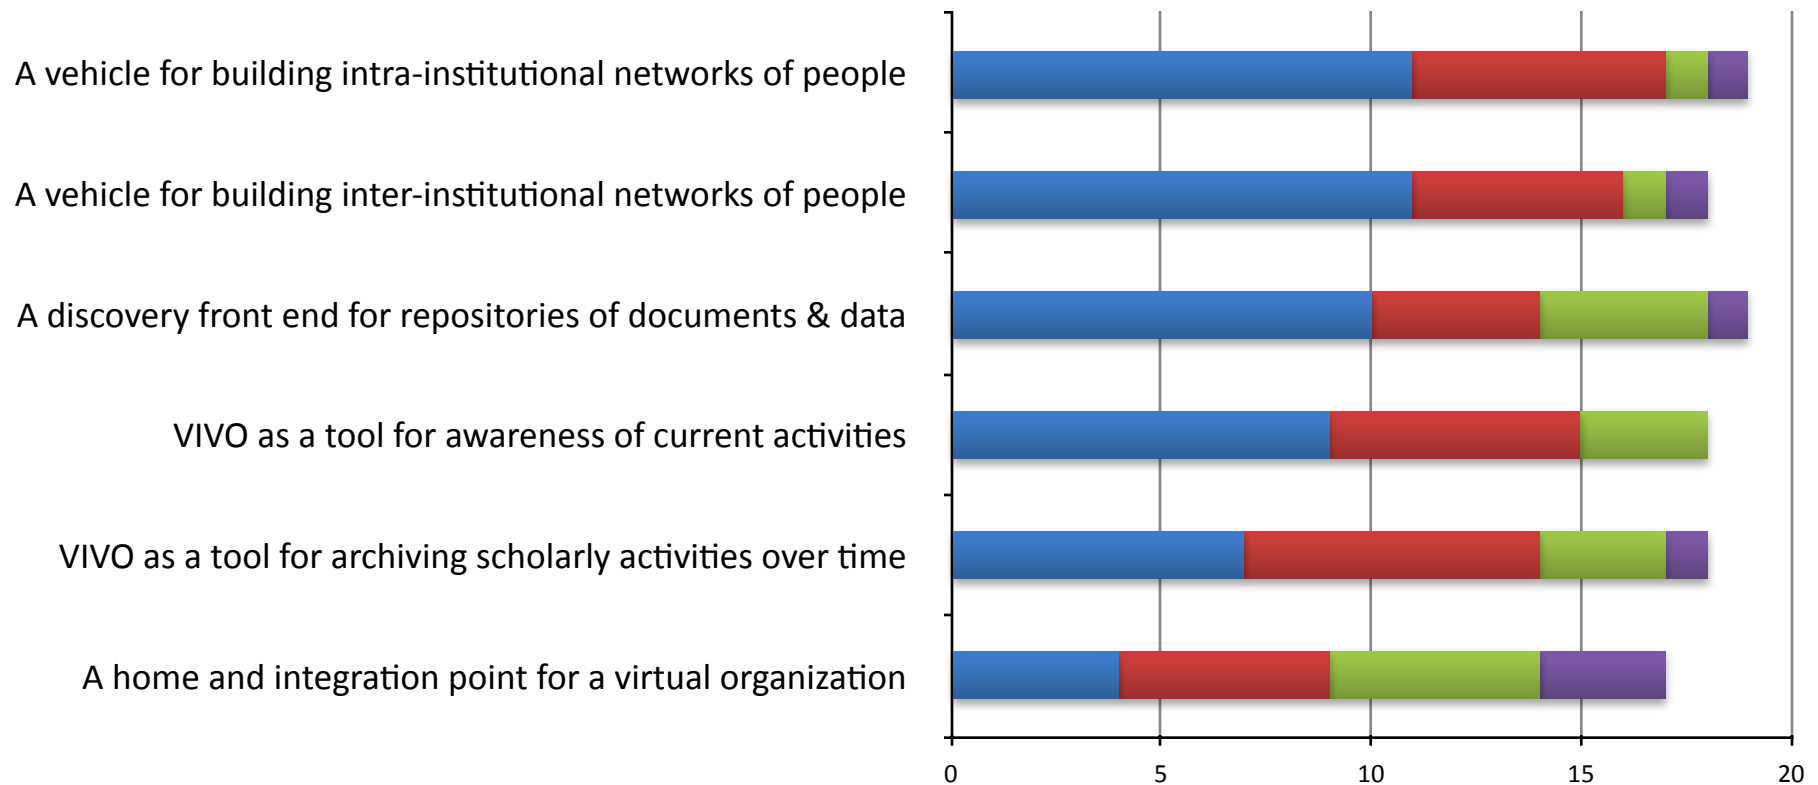 A vehicle for building intra-institutional networks of people
A vehicle for building inter-institutional networks of people
A discovery front end for repositories of documents & data
VIVO as a tool for awareness of current activities
VIVO as a tool for archiving scholarly activities over time
A home and integration point for a virtual organization
0 5 10 15 20